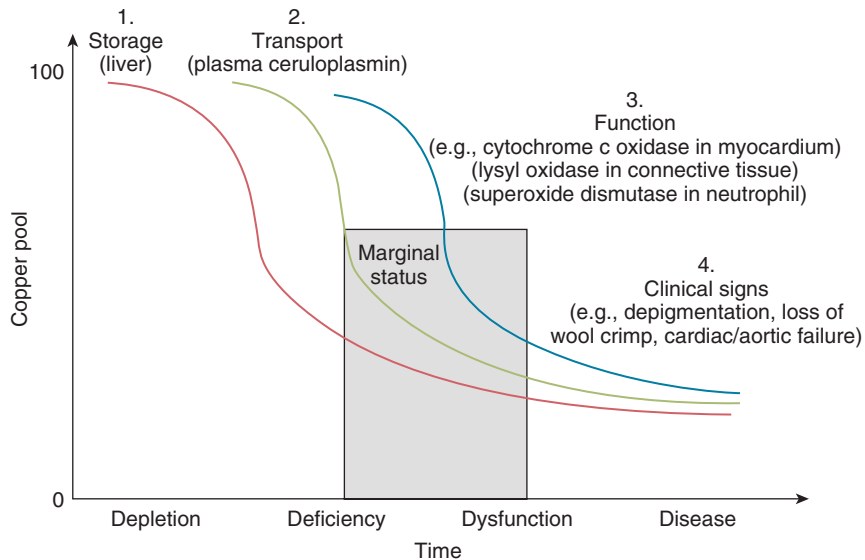 1.
Storage
(liver)
2.
Transport
(plasma ceruloplasmin)
3.
Function
(e.g., cytochrome c oxidase in myocardium)
(lysyl oxidase in connective tissue)
(superoxide dismutase in neutrophil)
4.
Clinical signs
(e.g., depigmentation, loss of
wool crimp, cardiac/aortic failure)
Marginal
status
100
Copper pool
0
Depletion
Deficiency
Dysfunction
Disease
Time